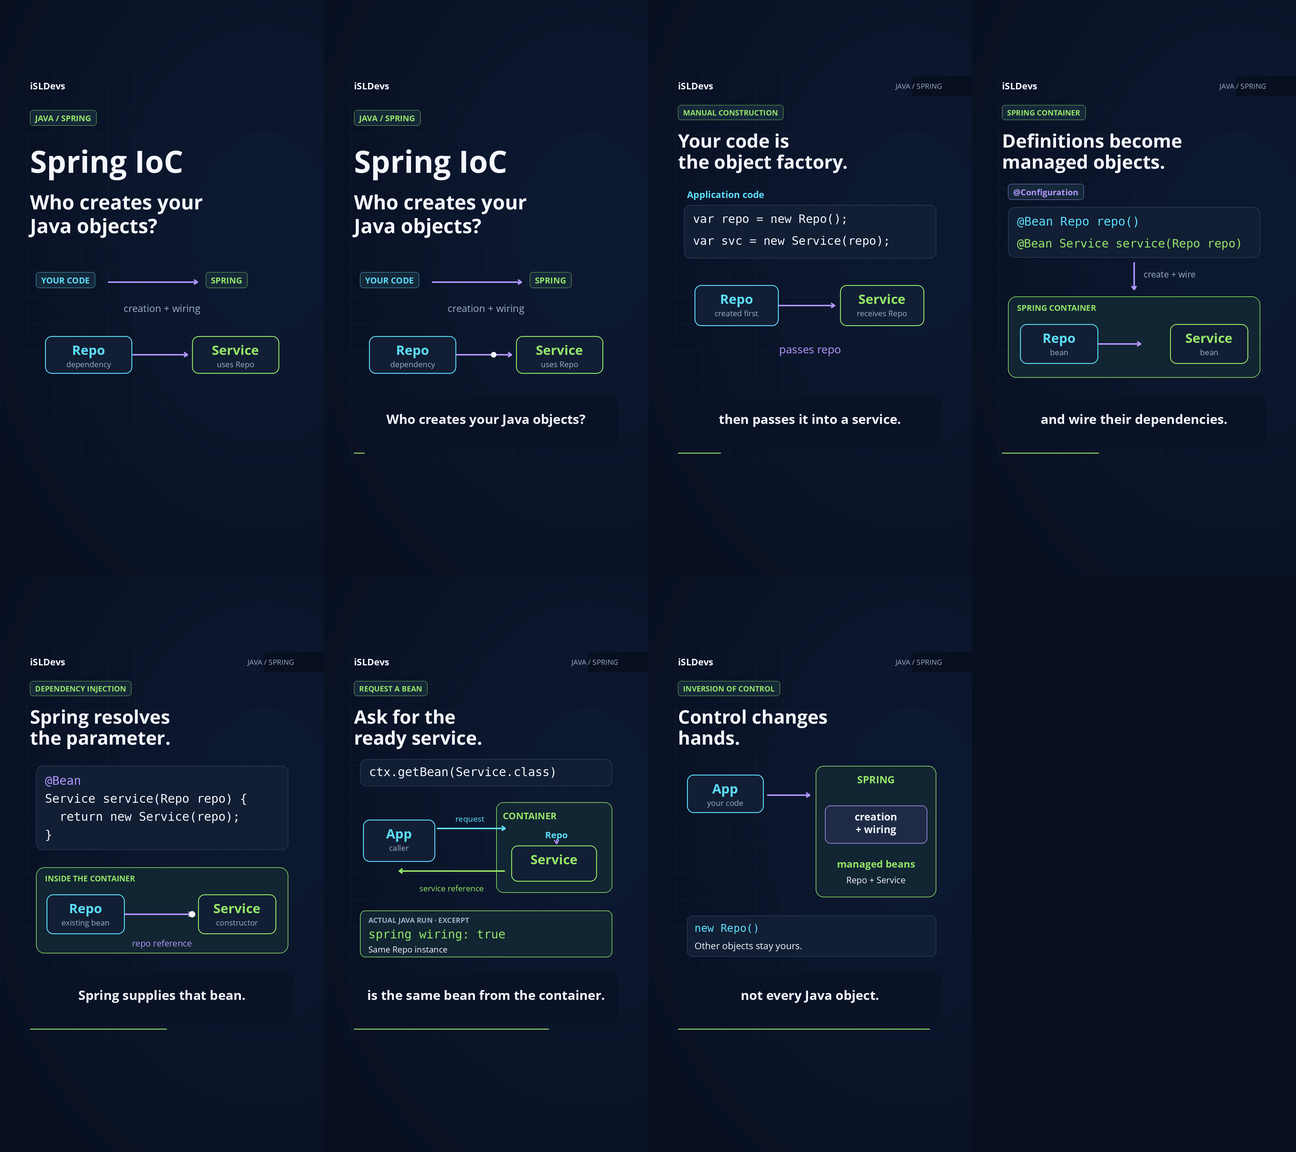 iSLDevs
JAVA / SPRING
Spring IoC
Who creates your
Java objects?
YOUR CODE
SPRING
creation + wiring
Repo
dependency
Service
uses Repo
iSLDevs
JAVA / SPRING
Spring IoC
Who creates your
Java objects?
YOUR CODE
SPRING
creation + wiring
Repo
dependency
Service
uses Repo
Who creates your Java objects?
iSLDevs
JAVA / SPRING
MANUAL CONSTRUCTION
Your code is
the object factory.
Application code
var repo = new Repo();
var svc = new Service(repo);
Repo
created first
Service
receives Repo
passes repo
then passes it into a service.
JAVA / SPRING
SPRING CONTAINER
Definitions become
managed objects.
@Configuration
@Bean Repo repo()
@Bean Service service(Repo repo)
create + wire
SPRING CONTAINER
Repo
bean
Service
bean
and wire their dependencies.
iSLDevs
JAVA / SPRING
DEPENDENCY INJECTION
Spring resolves
the parameter.
@Bean
Service service(Repo repo) {
  return new Service(repo);
}
INSIDE THE CONTAINER
Repo
existing bean
Service
constructor
repo reference
Spring supplies that bean.
iSLDevs
JAVA / SPRING
REQUEST A BEAN
Ask for the
ready service.
ctx.getBean(Service.class)
App
caller
request
CONTAINER
Repo
Service
service reference
ACTUAL JAVA RUN · EXCERPT
spring wiring: true
Same Repo instance
is the same bean from the container.
iSLDevs
JAVA / SPRING
INVERSION OF CONTROL
Control changes
hands.
App
your code
SPRING
creation
+ wiring
managed beans
Repo + Service
new Repo()
Other objects stay yours.
not every Java object.